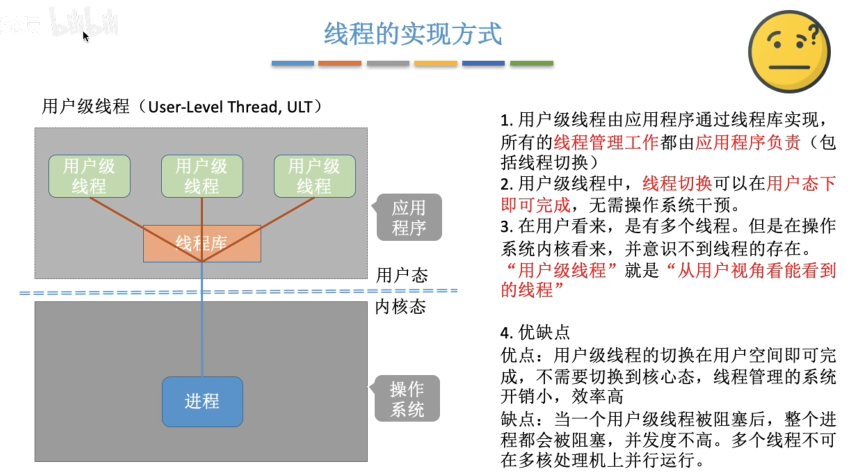 bilibili
线程的实现方式
?
用户级线程（User-Level Thread, ULT）
用户级
线程
用户级
线程
用户级
线程
线程库
应用
程序
用户态
内核态
进程
操作
系统
1. 用户级线程由应用程序通过线程库实现，
所有的线程管理工作都由应用程序负责（包
括线程切换）
2. 用户级线程中，线程切换可以在用户态下
即可完成，无需操作系统干预。
3. 在用户看来，是有多个线程。但是在操作
系统内核看来，并意识不到线程的存在。
“用户级线程”就是“从用户视角看能看到
的线程”
4. 优缺点
优点：用户级线程的切换在用户空间即可完
成，不需要切换到核心态，线程管理的系统
开销小，效率高
缺点：当一个用户级线程被阻塞后，整个进
程都会被阻塞，并发度不高。多个线程不可
在多核处理机上并行运行。